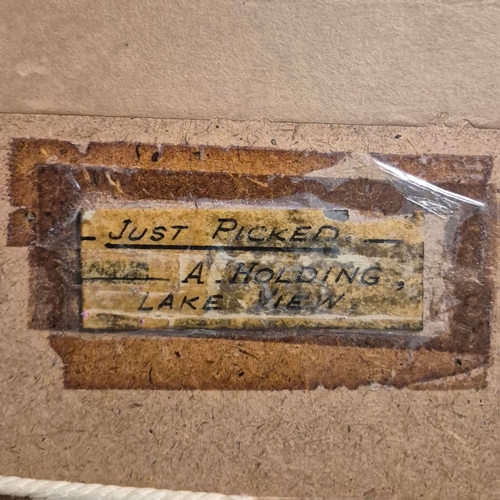 JUST PICKED
A. HOLDING,
LAKE VIEW.